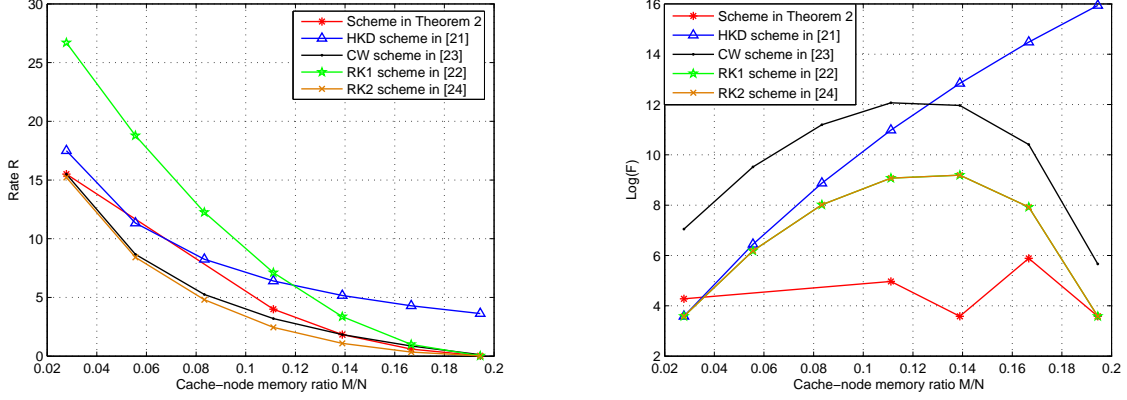 30
25
20
15
10
5
0
Rate R
0.02 0.04 0.06 0.08 0.1 0.12 0.14 0.16 0.18 0.2
Cache−node memory ratio M/N
Scheme in Theorem 2
HKD scheme in [21]
CW scheme in [23]
RK1 scheme in [22]
RK2 scheme in [24]
16
14
12
10
8
6
4
2
Log(F)
0.02 0.04 0.06 0.08 0.1 0.12 0.14 0.16 0.18 0.2
Cache−node memory ratio M/N
Scheme in Theorem 2
HKD scheme in [21]
CW scheme in [23]
RK1 scheme in [22]
RK2 scheme in [24]